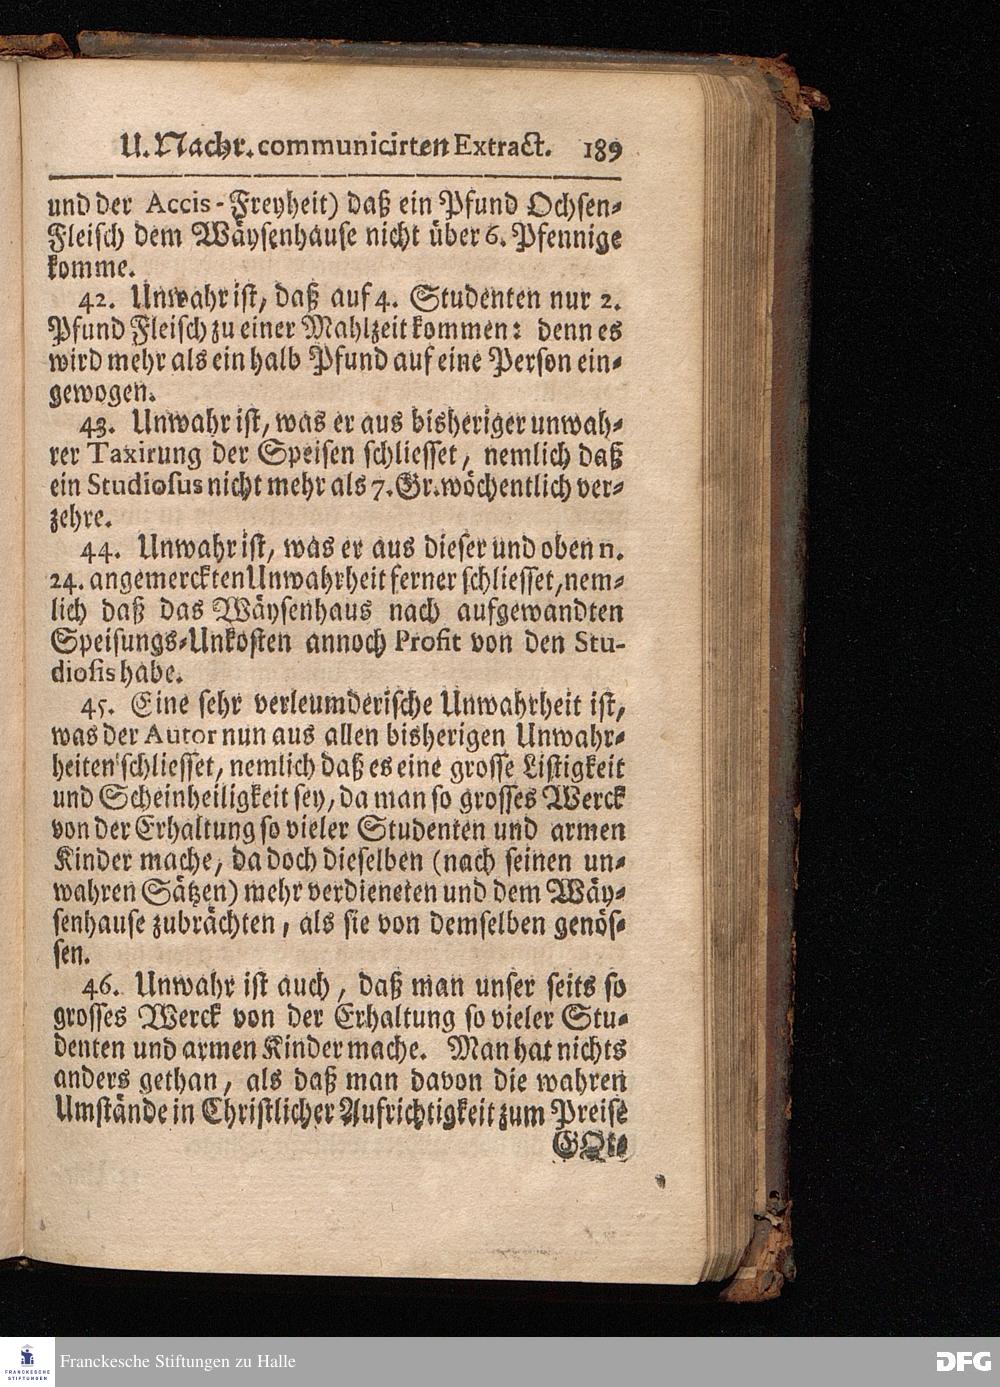 U. Nachr. communicirten Extract. 189
und der Accis-Freyheit) daß ein Pfund Ochsen-
Fleisch dem Wäysenhause nicht über 6. Pfennige
komme.
42. Unwahr ist, daß auf 4. Studenten nur 2.
Pfund Fleisch zu einer Mahlzeit kommen: denn es
wird mehr als ein halb Pfund auf eine Person ein-
gewogen.
43. Unwahr ist, was er aus bisheriger unwah-
rer Taxirung der Speisen schliesset, nemlich daß
ein Studiosus nicht mehr als 7. Gr. wöchentlich ver-
zehre.
44. Unwahr ist, was er aus dieser und oben n.
24. angemerckten Unwahrheit ferner schliesset, nem-
lich daß das Wäysenhaus nach aufgewandten
Speisungs-Unkosten annoch Profit von den Stu-
diosis habe.
45. Eine sehr verleumderische Unwahrheit ist,
was der Autor nun aus allen bisherigen Unwahr-
heiten schliesset, nemlich daß es eine grosse Listigkeit
und Scheinheiligkeit sey, da man so grosses Werck
von der Erhaltung so vieler Studenten und armen
Kinder mache, da doch dieselben (nach seinen un-
wahren Sätzen) mehr verdieneten und dem Wäy-
senhause zubrächten, als sie von demselben genös-
sen.
46. Unwahr ist auch, daß man unser seits so
grosses Werck von der Erhaltung so vieler Stu-
denten und armen Kinder mache. Man hat nichts
anders gethan, als daß man davon die wahren
Umstände in Christlicher Aufrichtigkeit zum Preise
GOt-
FRANCKESCHE
STIFTUNGEN
Franckesche Stiftungen zu Halle
DFG